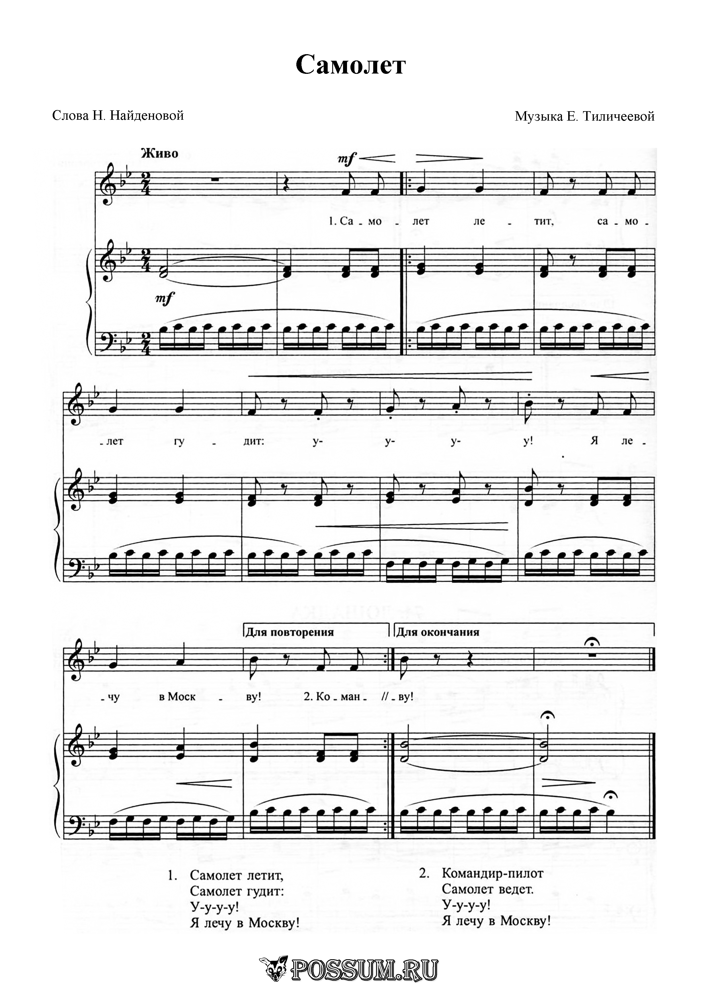 Самолет
Слова Н. Найденовой
Музыка Е. Тиличеевой
Живо
mf
1. Са - мо - лет ле - тит, са - мо -
mf
- лет гу - дит: у- у- у- у! Я ле -
Для повторения
Для окончания
- чу в Моск - ву! 2. Ко - ман - // - ву!
1. Самолет летит,
Самолет гудит:
У-у-у-у!
Я лечу в Москву!
2. Командир-пилот
Самолет ведет.
У-у-у-у!
Я лечу в Москву!
POSSUM.RU